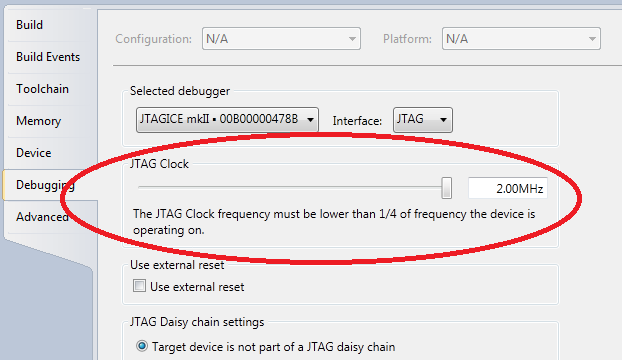 Build
Build Events
Toolchain
Memory
Device
Debugging
Advanced
Configuration: N/A Platform: N/A
Selected debugger
JTAGICE mkII ▪ 00B00000478B Interface: JTAG
JTAG Clock
2.00MHz
The JTAG Clock frequency must be lower than 1/4 of frequency the device is
operating on.
Use external reset
Use external reset
JTAG Daisy chain settings
Target device is not part of a JTAG daisy chain